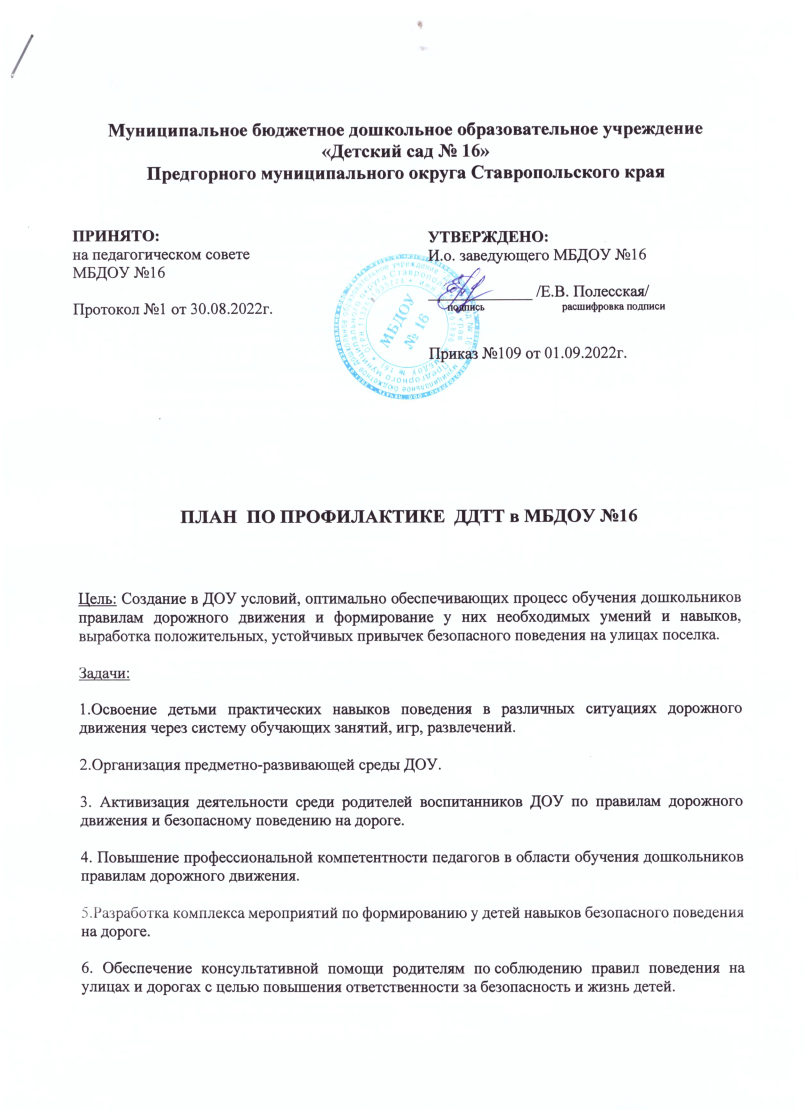 Муниципальное бюджетное дошкольное образовательное учреждение
«Детский сад № 16»
Предгорного муниципального округа Ставропольского края
ПРИНЯТО:
на педагогическом совете
МБДОУ №16
Протокол №1 от 30.08.2022г.
УТВЕРЖДЕНО:
И.о. заведующего МБДОУ №16
/Е.В. Полесская/
подпись расшифровка подписи
Приказ №109 от 01.09.2022г.
МБДОУ
№ 16
ПЛАН ПО ПРОФИЛАКТИКЕ ДДТТ в МБДОУ №16
Цель: Создание в ДОУ условий, оптимально обеспечивающих процесс обучения дошкольников
правилам дорожного движения и формирование у них необходимых умений и навыков,
выработка положительных, устойчивых привычек безопасного поведения на улицах поселка.
Задачи:
1.Освоение детьми практических навыков поведения в различных ситуациях дорожного
движения через систему обучающих занятий, игр, развлечений.
2.Организация предметно-развивающей среды ДОУ.
3. Активизация деятельности среди родителей воспитанников ДОУ по правилам дорожного
движения и безопасному поведению на дороге.
4. Повышение профессиональной компетентности педагогов в области обучения дошкольников
правилам дорожного движения.
5.Разработка комплекса мероприятий по формированию у детей навыков безопасного поведения
на дороге.
6. Обеспечение консультативной помощи родителям по соблюдению правил поведения на
улицах и дорогах с целью повышения ответственности за безопасность и жизнь детей.